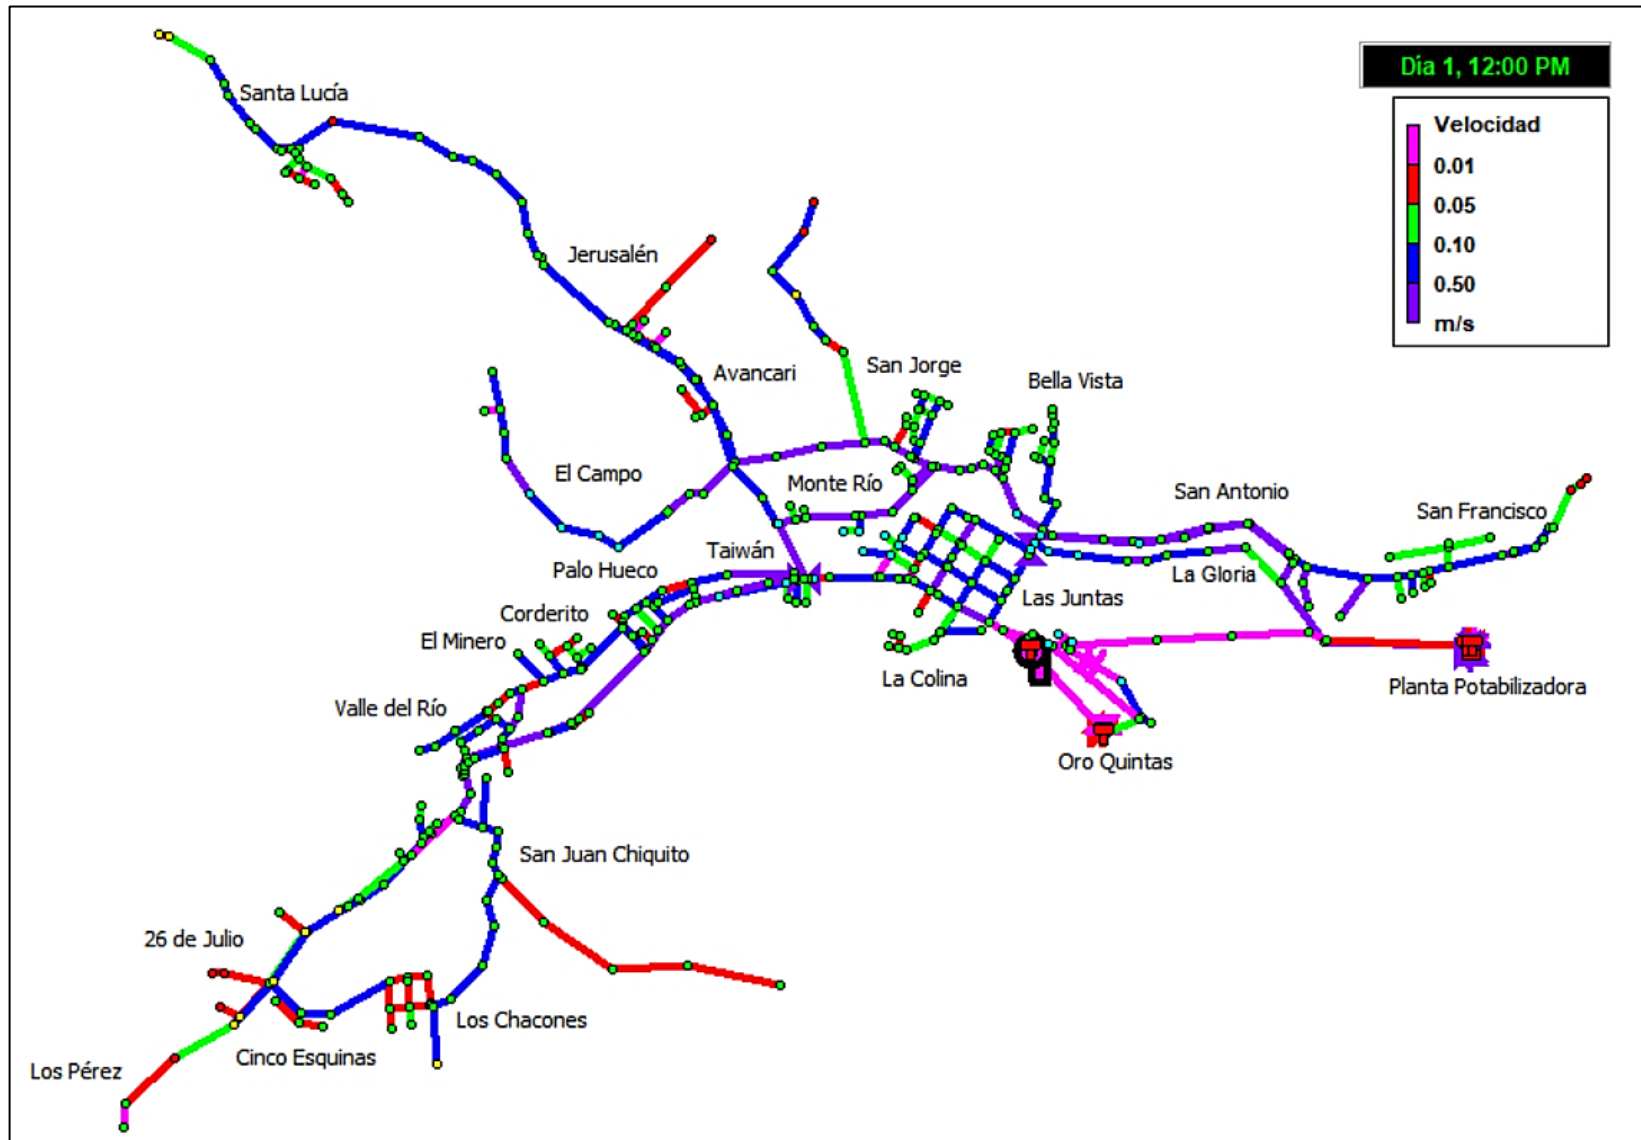 Día 1, 12:00 PM
Velocidad
0.01
0.05
0.10
0.50
m/s
Santa Lucía
Jerusalén
Avancari
San Jorge
Bella Vista
El Campo
Monte Río
San Antonio
San Francisco
Taiwán
Palo Hueco
La Gloria
Las Juntas
Corderito
El Minero
La Colina
Planta Potabilizadora
Valle del Río
Oro Quintas
San Juan Chiquito
26 de Julio
Los Chacones
Cinco Esquinas
Los Pérez